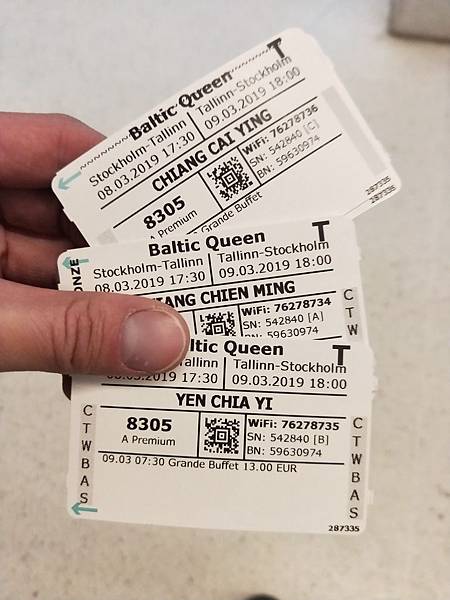 Baltic Queen T
Stockholm-Tallinn Tallinn-Stockholm
08.03.2019 17:30 09.03.2019 18:00
CHIANG CAI YING
8305
A Premium
WiFi: 76278736
SN: 542840 [C]
BN: 59630974
Grande Buffet
287335
287335
Baltic Queen T
Stockholm-Tallinn Tallinn-Stockholm
08.03.2019 17:30 09.03.2019 18:00
CHIEN MING
WiFi: 76278734
SN: 542840 [A]
BN: 59630974
C
T
W
Queen T
Tallinn-Stockholm
17:30 09.03.2019 18:00
YEN CHIA YI
8305
A Premium
WiFi: 76278735
SN: 542840 [B]
BN: 59630974
09.03 07:30 Grande Buffet 13.00 EUR
C
T
W
B
A
S
C
T
W
B
A
S
287335